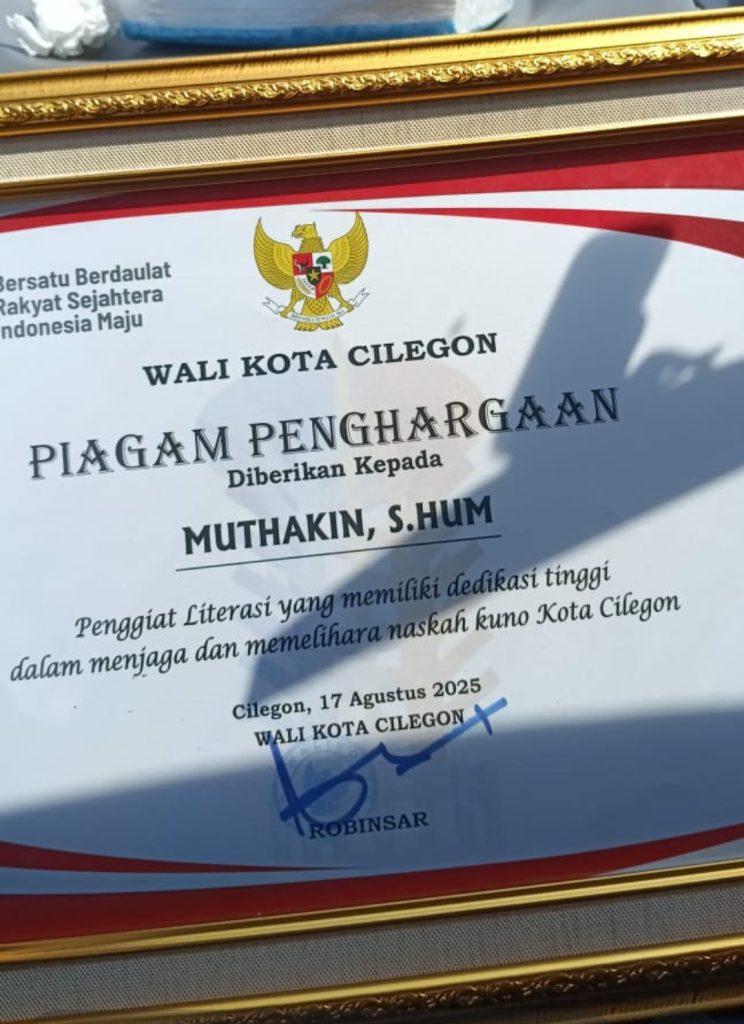 Bersatu Berdaulat
Rakyat Sejahtera
Indonesia Maju
WALI KOTA CILEGON
PIAGAM PENGHARGAAN
Diberikan Kepada
MUTHAKIN, S.HUM
Penggiat Literasi yang memiliki dedikasi tinggi
dalam menjaga dan memelihara naskah kuno Kota Cilegon
Cilegon, 17 Agustus 2025
WALI KOTA CILEGON
ROBINSAR